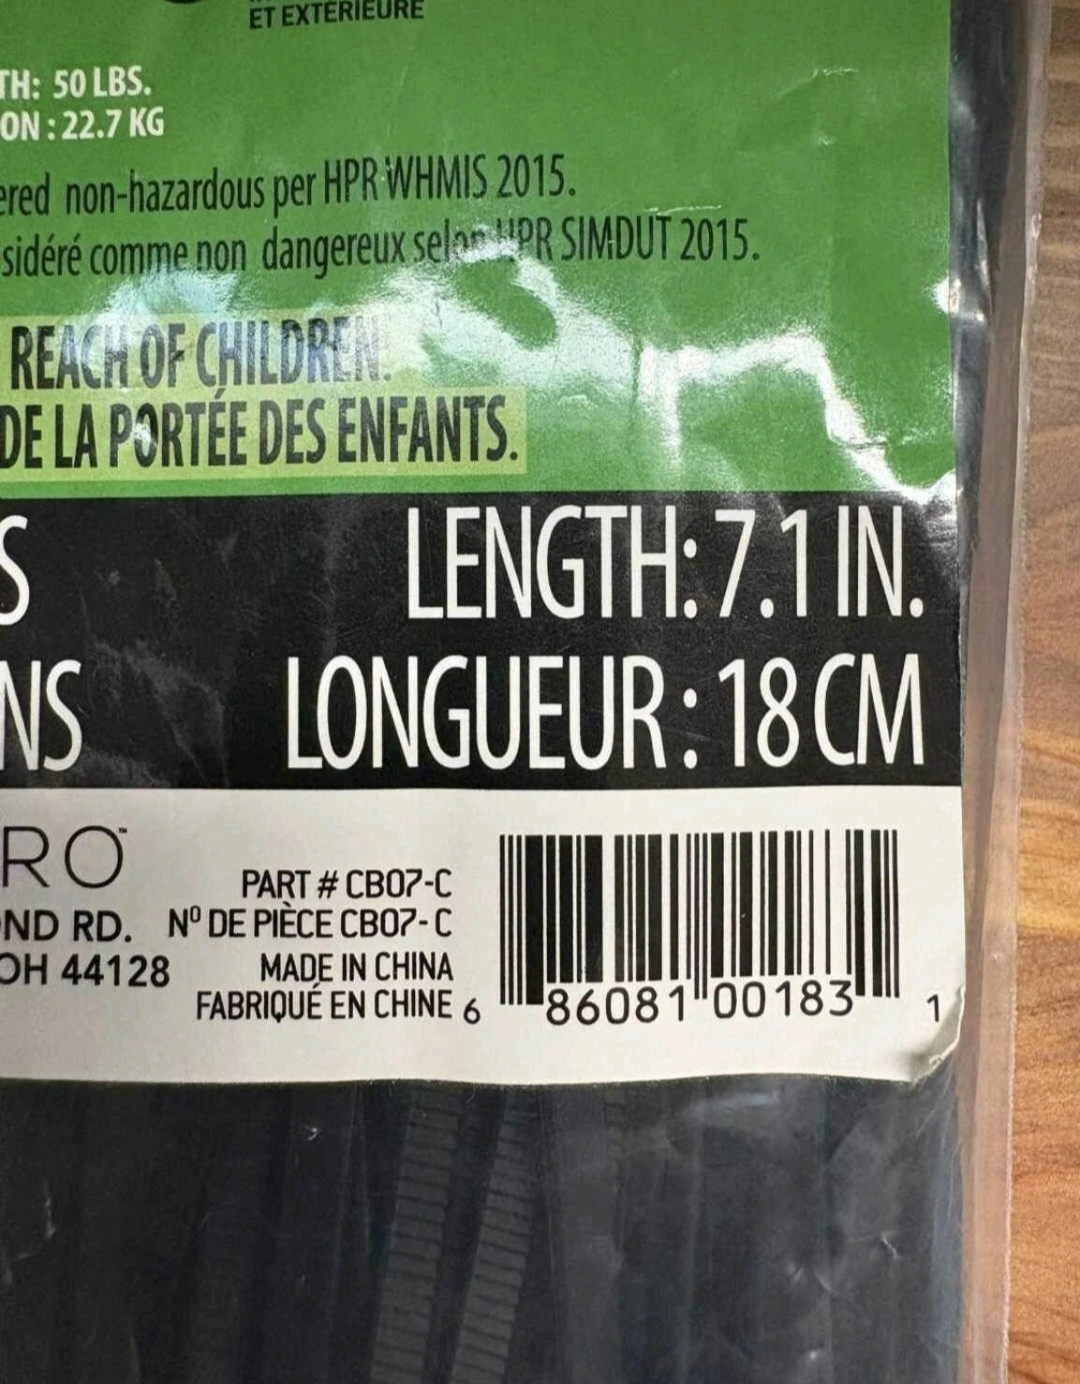 ET EXTÉRIEURE
TH: 50 LBS.
ON : 22.7 KG
ered non-hazardous per HPR WHMIS 2015.
sidéré comme non dangereux selon HPR SIMDUT 2015.
REACH OF CHILDREN.
DE LA PORTÉE DES ENFANTS.
S LENGTH: 7.1 IN.
NS LONGUEUR : 18 CM
RO™
PART # CB07-C
ND RD. Nº DE PIÈCE CB07-C
OH 44128 MADE IN CHINA
FABRIQUÉ EN CHINE
6 86081 00183 1